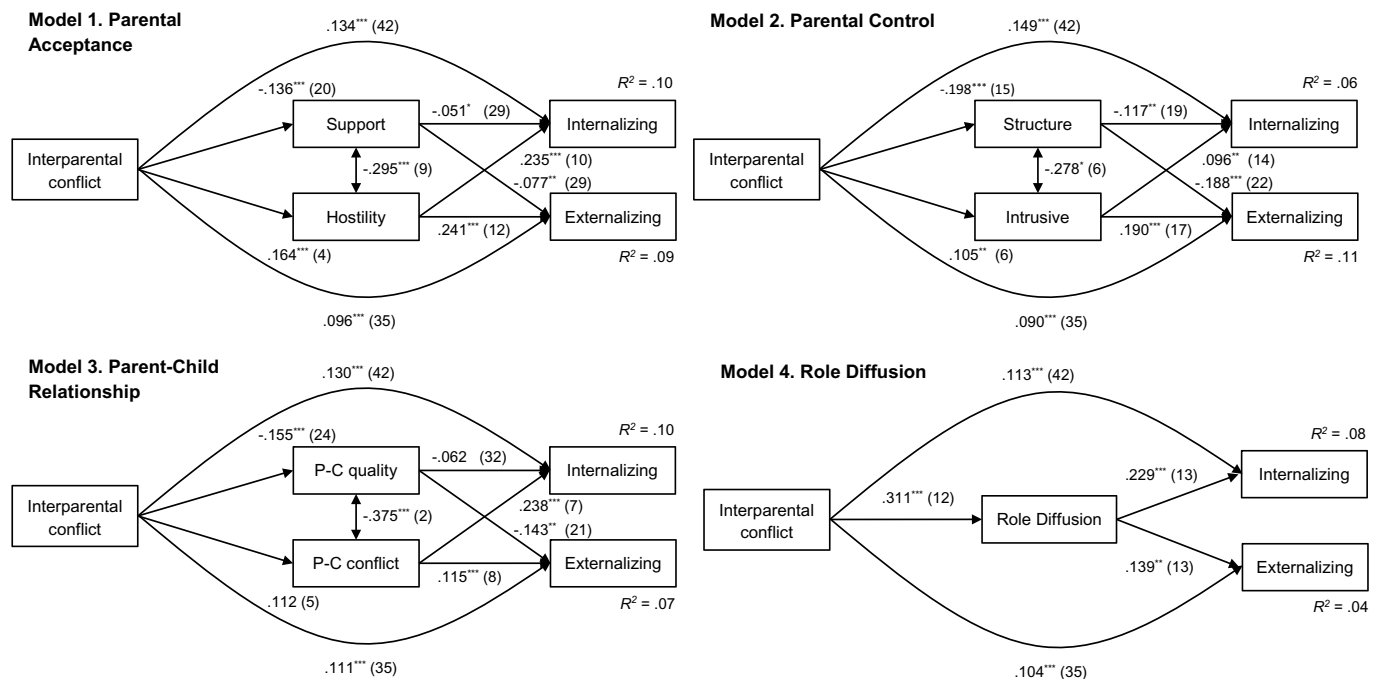 Model 1. Parental
Acceptance
.134*** (42)
R² = .10
-.136*** (20)
Support
-.051* (29)
Internalizing
Interparental
conflict
-.295*** (9)
.235*** (10)
-.077** (29)
Hostility
Externalizing
.241*** (12)
.164*** (4)
R² = .09
.096*** (35)
Model 2. Parental Control
.149*** (42)
R² = .06
-.198*** (15)
Structure
-.117** (19)
Internalizing
Interparental
conflict
-.278* (6)
.096** (14)
-.188*** (22)
Intrusive
Externalizing
.190*** (17)
.105** (6)
R² = .11
.090*** (35)
Model 3. Parent-Child
Relationship
.130*** (42)
R² = .10
-.155*** (24)
P-C quality
-.062 (32)
Internalizing
Interparental
conflict
-.375*** (2)
.238*** (7)
-.143** (21)
P-C conflict
Externalizing
.115*** (8)
.112 (5)
R² = .07
.111*** (35)
Model 4. Role Diffusion
.113*** (42)
R² = .08
.229*** (13)
Internalizing
.311*** (12)
Interparental
conflict
Role Diffusion
.139** (13)
Externalizing
R² = .04
.104*** (35)